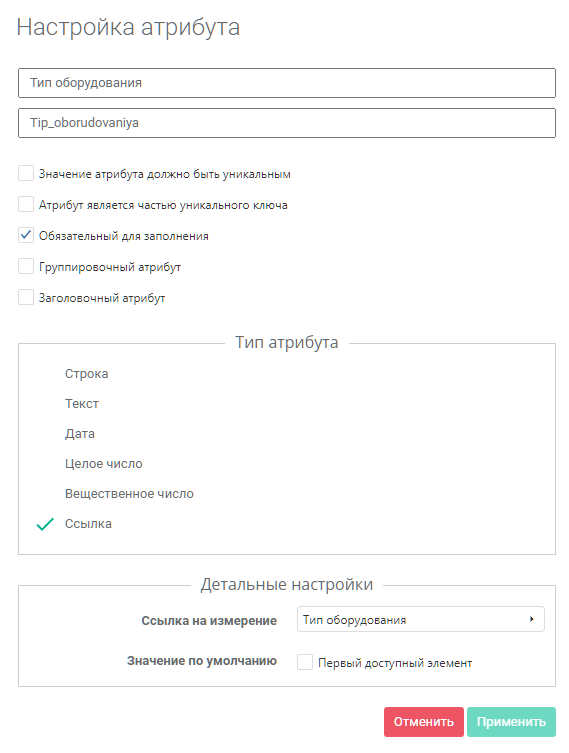 Настройка атрибута
Тип оборудования
Tip_oborudovaniya
Значение атрибута должно быть уникальным
Атрибут является частью уникального ключа
Обязательный для заполнения
Группировочный атрибут
Заголовочный атрибут
Тип атрибута
Строка
Текст
Дата
Целое число
Вещественное число
Ссылка
Детальные настройки
Ссылка на измерение Тип оборудования
Значение по умолчанию Первый доступный элемент
Отменить Применить